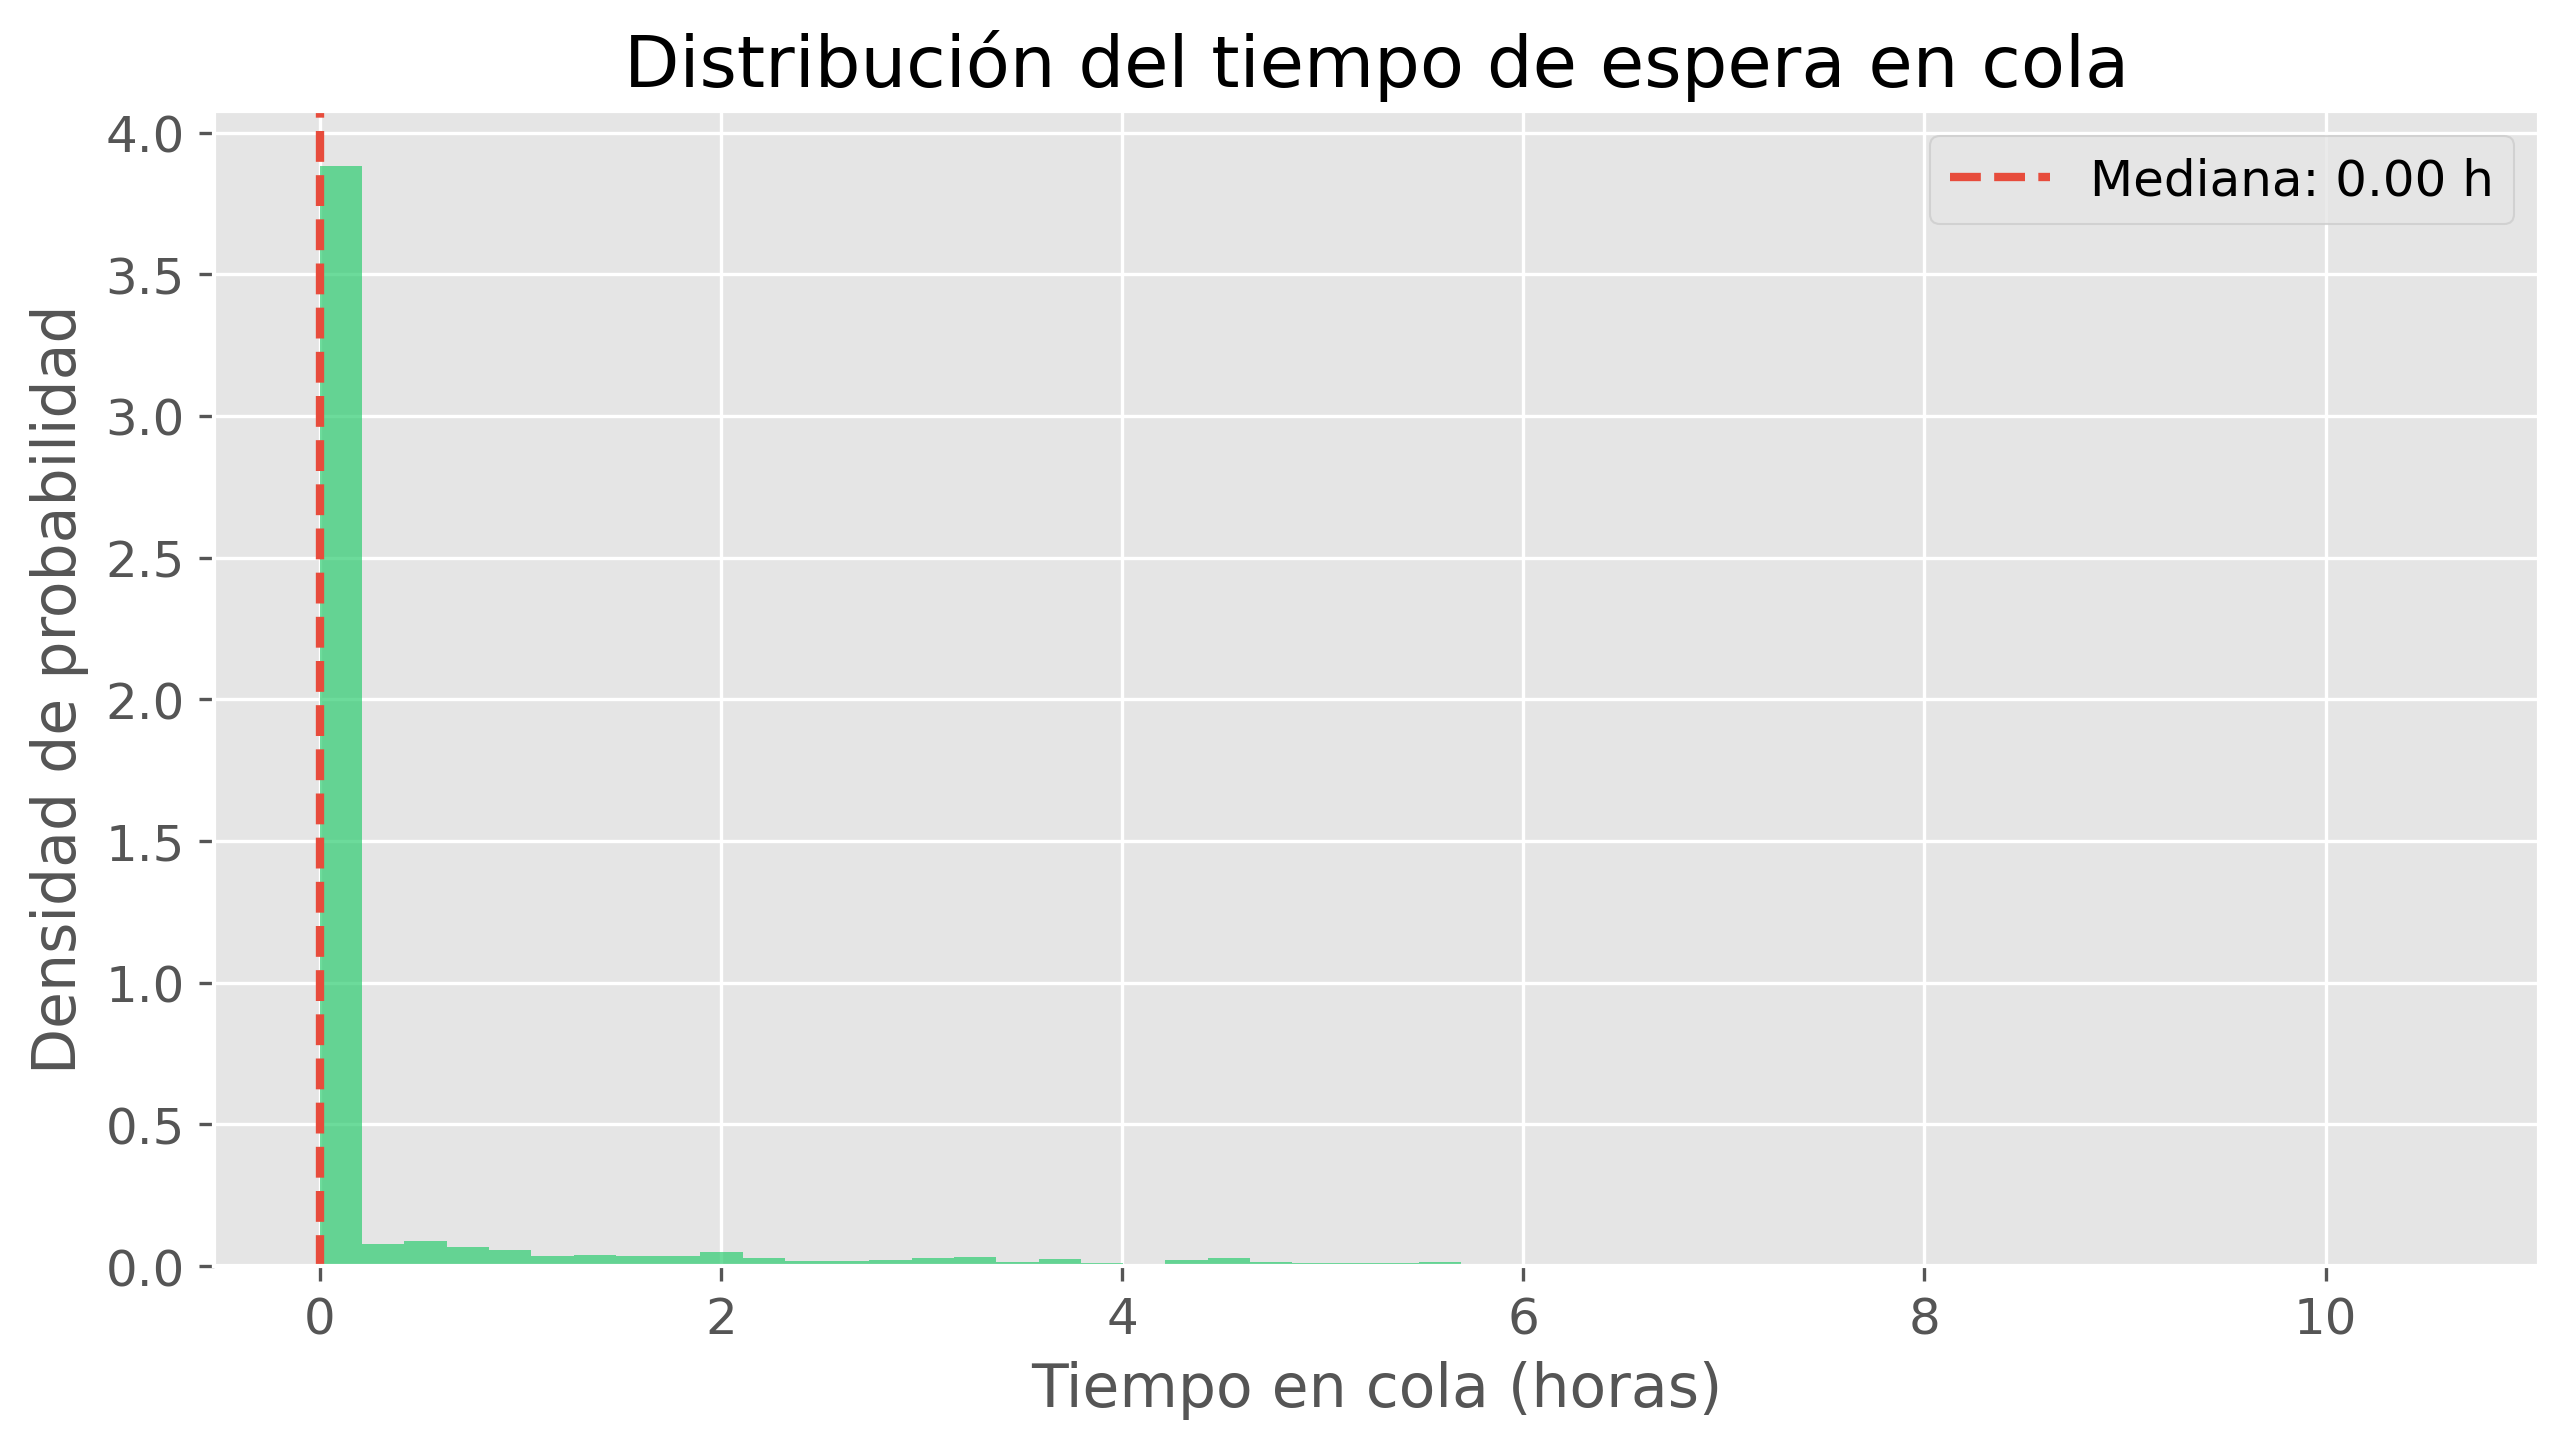 Distribución del tiempo de espera en cola
Mediana: 0.00 h
Densidad de probabilidad
4.0
3.5
3.0
2.5
2.0
1.5
1.0
0.5
0.0
0 2 4 6 8 10
Tiempo en cola (horas)